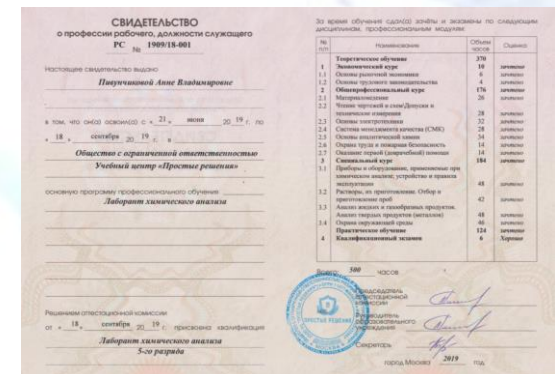 СВИДЕТЕЛЬСТВО
о профессии рабочего, должности служащего
РС № 1909/18-001
Настоящее свидетельство выдано
Пивунчиковой Анне Владимировне
в том, что он(а) освоил(а) с « 21 » июня 20 19 г. по
« 18 » сентября 20 19 г. в
Общество с ограниченной ответственностью
Учебный центр «Простые решения»
основную программу профессионального обучения
Лаборант химического анализа
Решением аттестационной комиссии
от « 18 » сентября 20 19 г. присвоена квалификация
Лаборант химического анализа
5-го разряда
За время обучения сдал(а) зачёты и экзамены по следующим
дисциплинам, профессиональным модулям:
№ п/п Наименование Объем часов Оценка
Теоретическое обучение 370
1 Экономический курс 10 зачтено
1.1 Основы рыночной экономики 6 зачтено
1.2 Основы трудового законодательства 4 зачтено
2 Общепрофессиональный курс 176 зачтено
2.1 Материаловедение 26 зачтено
2.2 Чтение чертежей и схем/Допуски и
технические измерения 28 зачтено
2.3 Основы электротехники 32 зачтено
2.4 Система менеджмента качества (СМК) 28 зачтено
2.5 Основы аналитической химии 34 зачтено
2.6 Охрана труда и пожарная безопасность 14 зачтено
2.7 Оказание первой (доврачебной) помощи 14 зачтено
3 Специальный курс 184 зачтено
3.1 Приборы и оборудование, применяемые при
химическом анализе; устройство и правила
эксплуатации 48 зачтено
3.2 Растворы, их приготовление. Отбор и
приготовление проб 42 зачтено
3.3 Анализ жидких и газообразных продуктов.
Анализ твердых продуктов (металлов) 48 зачтено
3.4 Охрана окружающей среды 46 зачтено
Практическое обучение 124 зачтено
4 Квалификационный экзамен 6 Хорошо
Всего: 500 часов
Председатель
аттестационной
комиссии
Руководитель
образовательного
учреждения
Секретарь
город Москва 2019 год
ПРОСТЫЕ РЕШЕНИЯ